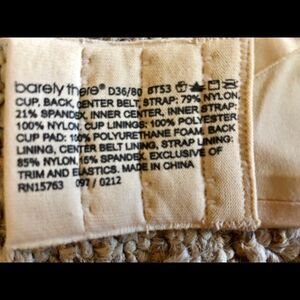 barely there® D36/80 BT53
CUP, BACK, CENTER BELT, STRAP: 79% NYLON,
21% SPANDEX, INNER CENTER, INNER STRAP:
100% NYLON, CUP LININGS: 100% POLYESTER
CUP PAD: 100% POLYURETHANE FOAM, BACK
LINING, CENTER BELT LINING, STRAP LINING:
85% NYLON, 15% SPANDEX. EXCLUSIVE OF
TRIM AND ELASTICS. MADE IN CHINA
RN15763 097 / 0212